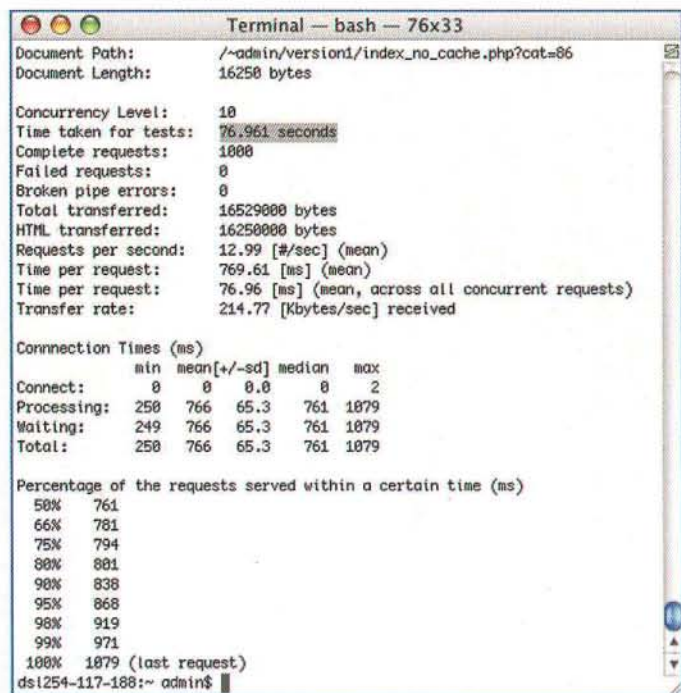 Terminal — bash — 76x33
Document Path: /~admin/version1/index_no_cache.php?cat=86
Document Length: 16250 bytes
Concurrency Level: 10
Time taken for tests: 76.961 seconds
Complete requests: 1000
Failed requests: 0
Broken pipe errors: 0
Total transferred: 16529000 bytes
HTML transferred: 16250000 bytes
Requests per second: 12.99 [#/sec] (mean)
Time per request: 769.61 [ms] (mean)
Time per request: 76.96 [ms] (mean, across all concurrent requests)
Transfer rate: 214.77 [Kbytes/sec] received
Connnection Times (ms)
min mean[+/-sd] median max
Connect: 0 0 0.0 0 2
Processing: 250 766 65.3 761 1079
Waiting: 249 766 65.3 761 1079
Total: 250 766 65.3 761 1079
Percentage of the requests served within a certain time (ms)
50% 761
66% 781
75% 794
80% 801
90% 838
95% 868
98% 919
99% 971
100% 1079 (last request)
dsl254-117-188:~ admin$